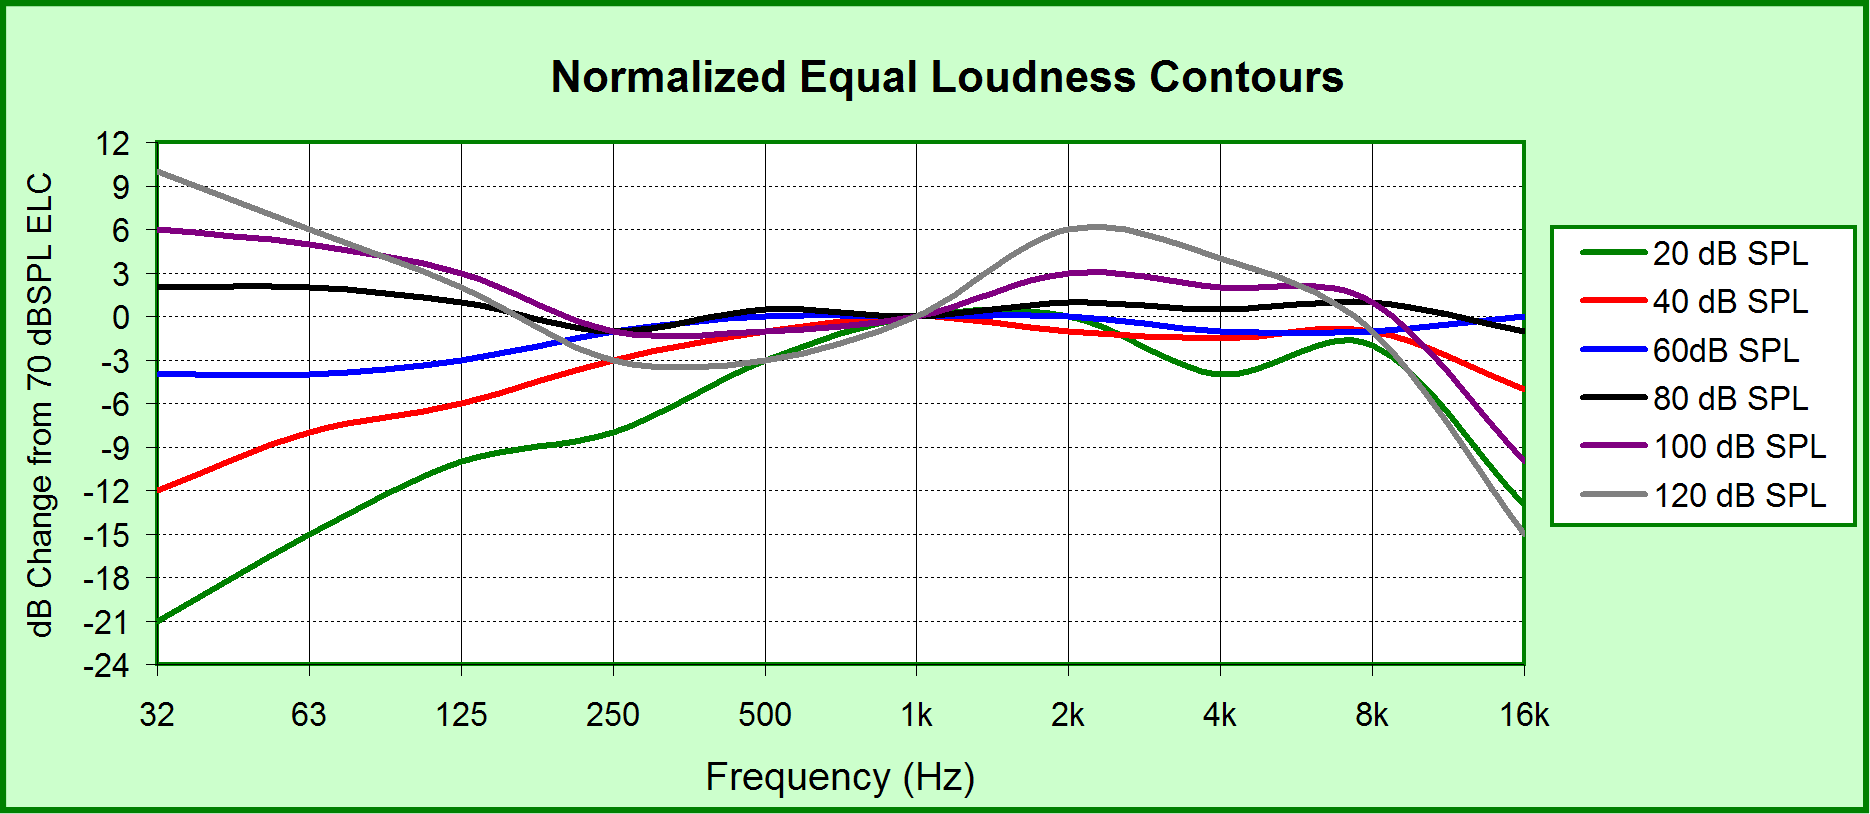 Normalized Equal Loudness Contours
dB Change from 70 dBSPL ELC
12
9
6
3
0
-3
-6
-9
-12
-15
-18
-21
-24
32 63 125 250 500 1k 2k 4k 8k 16k
Frequency (Hz)
20 dB SPL
40 dB SPL
60dB SPL
80 dB SPL
100 dB SPL
120 dB SPL